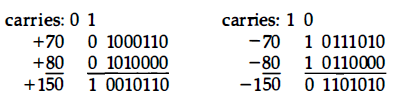 carries: 0 1 carries: 1 0
+70 0 1000110 −70 1 0111010
+80 0 1010000 −80 1 0110000
+150 1 0010110 −150 0 1101010